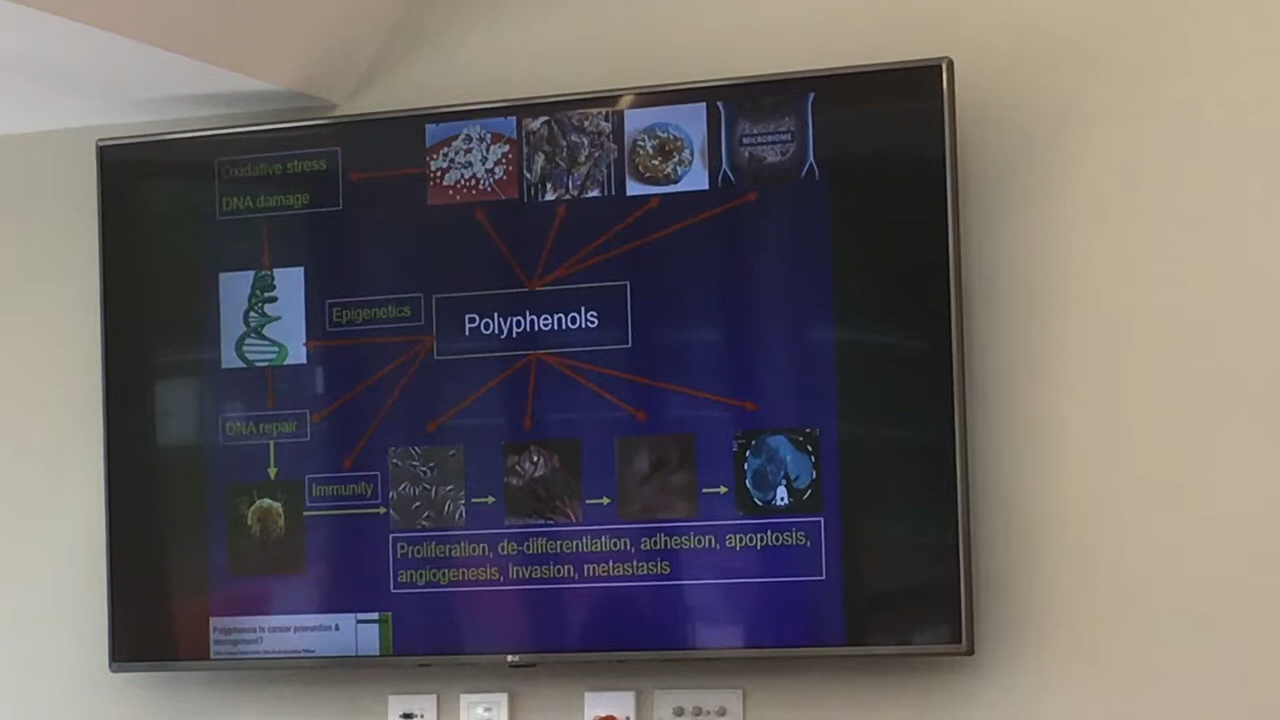 Oxidative stress
DNA damage
MICROBIOME
Epigenetics
Polyphenols
DNA repair
Immunity
Proliferation, de-differentiation, adhesion, apoptosis,
angiogenesis, Invasion, metastasis
Polyphenols in cancer prevention &
management?
LG